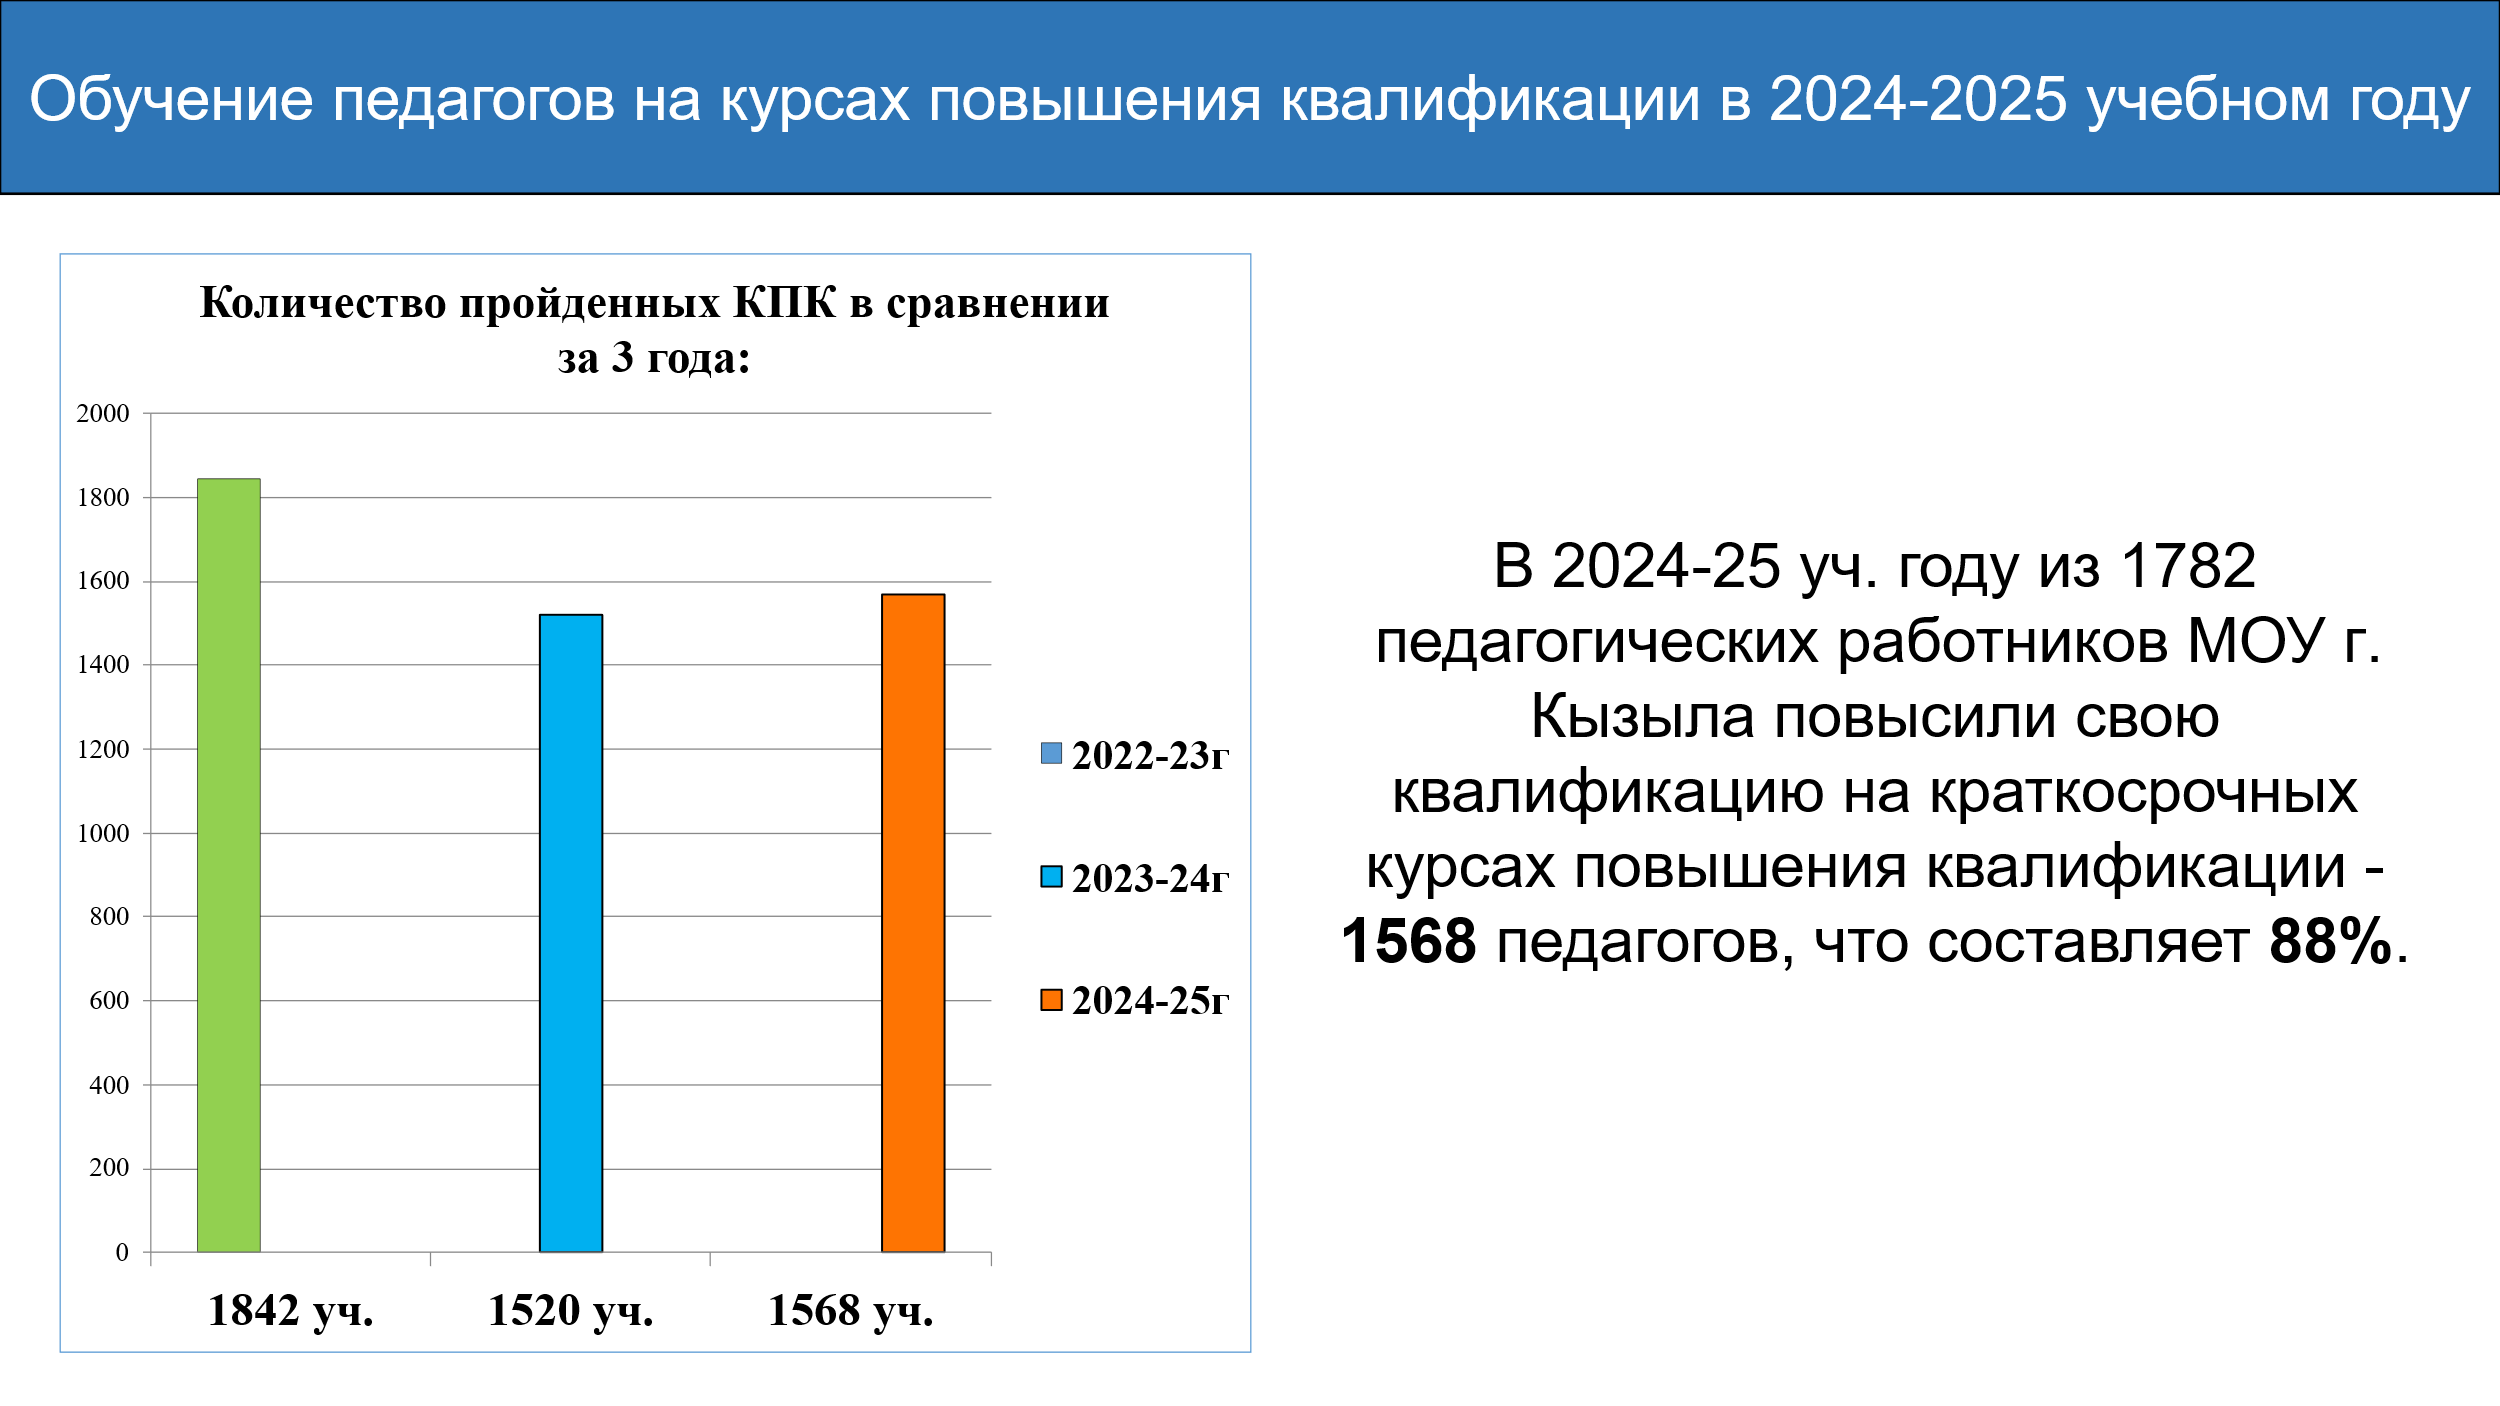 Обучение педагогов на курсах повышения квалификации в 2024-2025 учебном году
Количество пройденных КПК в сравнении
за 3 года:
2000
1800
1600
1400
1200
1000
800
600
400
200
0
1842 уч.
1520 уч.
1568 уч.
2022-23г
2023-24г
2024-25г
В 2024-25 уч. году из 1782
педагогических работников МОУ г.
Кызыла повысили свою
квалификацию на краткосрочных
курсах повышения квалификации -
1568 педагогов, что составляет 88%.